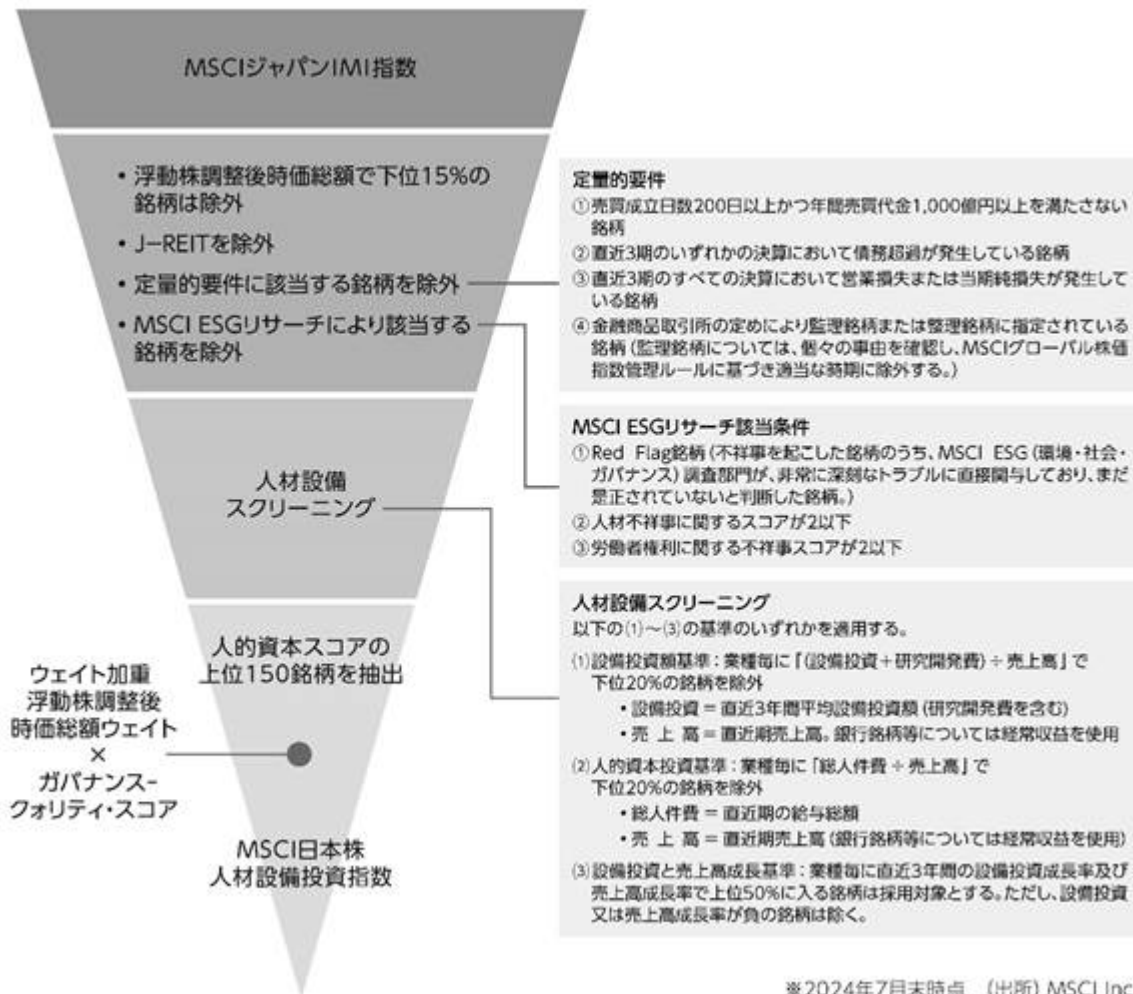 MSCIジャパンIMI指数
・浮動株調整後時価総額で下位15%の
銘柄は除外
・J-REITを除外
・定量的要件に該当する銘柄を除外
・MSCI ESGリサーチにより該当する
銘柄を除外
定量的要件
①売買成立日数200日以上かつ年間売買代金1,000億円以上を満たさない
銘柄
②直近3期のいずれかの決算において債務超過が発生している銘柄
③直近3期のすべての決算において営業損失または当期純損失が発生して
いる銘柄
④金融商品取引所の定めにより監理銘柄または整理銘柄に指定されている
銘柄(監理銘柄については、個々の事由を確認し、MSCIグローバル株価
指数管理ルールに基づき適当な時期に除外する。)
MSCI ESGリサーチ該当条件
①Red Flag銘柄(不祥事を起こした銘柄のうち、MSCI ESG(環境・社会・
ガバナンス)調査部門が、非常に深刻なトラブルに直接関与しており、まだ
是正されていないと判断した銘柄。)
②人材不祥事に関するスコアが2以下
③労働者権利に関する不祥事スコアが2以下
人材設備
スクリーニング
人材設備スクリーニング
以下の(1)~(3)の基準のいずれかを適用する。
(1)設備投資額基準:業種毎に「(設備投資+研究開発費)÷売上高」で
下位20%の銘柄を除外
・設備投資=直近3年間平均設備投資額(研究開発費を含む)
・売 上 高=直近期売上高。銀行銘柄等については経常収益を使用
(2)人的資本投資基準:業種毎に「総人件費÷売上高」で
下位20%の銘柄を除外
・総人件費=直近期の給与総額
・売 上 高=直近期売上高(銀行銘柄等については経常収益を使用)
(3)設備投資と売上高成長基準:業種毎に直近3年間の設備投資成長率及び
売上高成長率で上位50%に入る銘柄は採用対象とする。ただし、設備投資
又は売上高成長率が負の銘柄は除く。
人的資本スコアの
上位150銘柄を抽出
ウェイト加重
浮動株調整後
時価総額ウェイト
×
ガバナンス-
クォリティ・スコア
MSCI日本株
人材設備投資指数
※2024年7月末時点 (出所) MSCI Inc